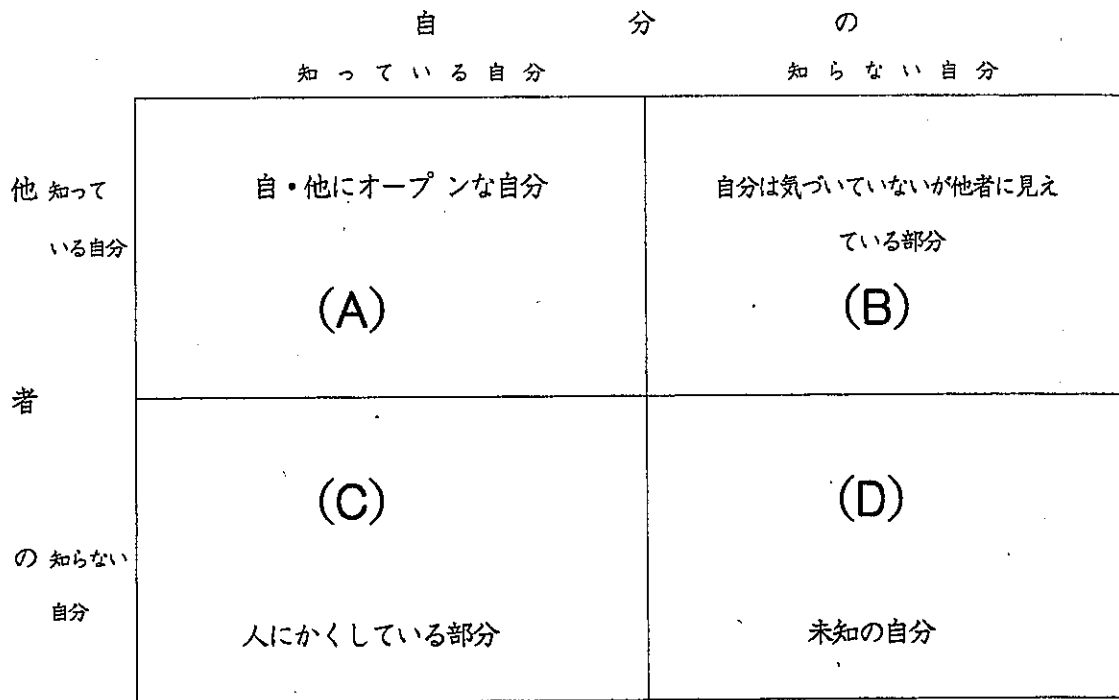 自分の
知っている自分 知らない自分
他 知って
いる自分
自・他にオープンな自分
(A)
自分は気づいていないが他者に見え
ている部分
(B)
者
の 知らない
自分
(C)
人にかくしている部分
(D)
未知の自分